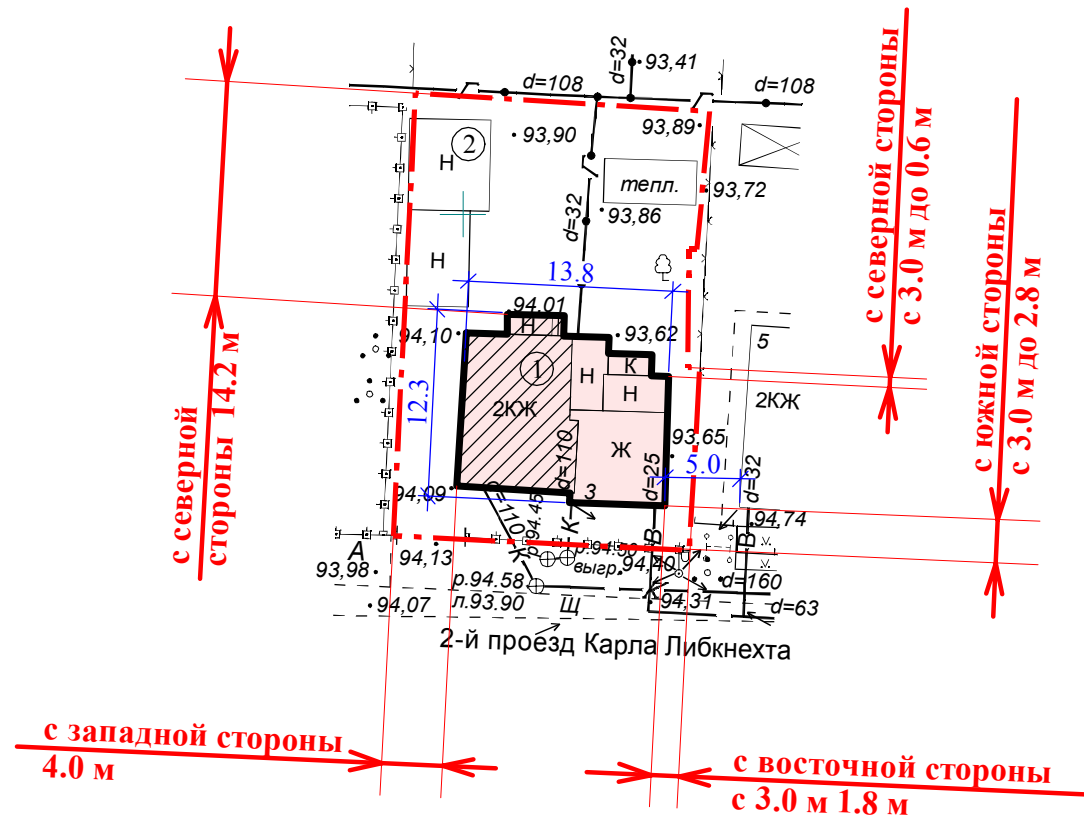 d=32
93,41
d=108
d=108
93,90
93,89
2
Н
тепл.
93,72
93,86
d=32
Н
13.8
94,01
94,10
Н
93,62
5
1
К
Н
Н
2КЖ
12.3
2КЖ
Ж
93,65
d=110
d=25
5.0
d=32
94,09
3
94,74
К
В
В
А
94,13
выгр.
94,40
93,98
р.94.58
л.93.90
d=160
94,07
Щ
94,31
d=63
2-й проезд Карла Либкнехта
с северной
стороны 14.2 м
с северной стороны
с 3.0 м до 0.6 м
с южной стороны
с 3.0 м до 2.8 м
с западной стороны
4.0 м
с восточной стороны
с 3.0 м 1.8 м